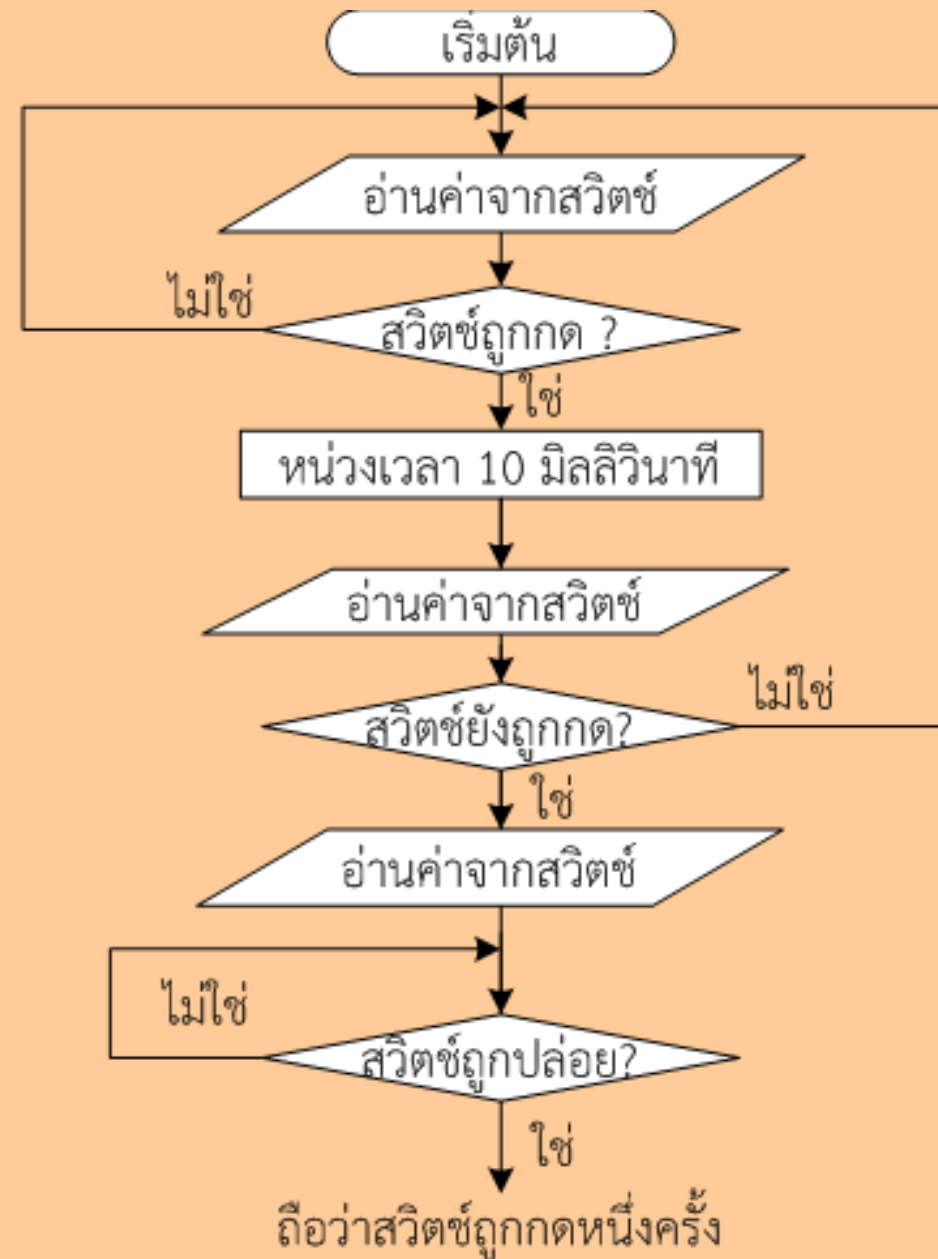 เริ่มต้น
อ่านค่าจากสวิตช์
ไม่ใช่
สวิตช์ถูกกด ?
ใช่
หน่วงเวลา 10 มิลลิวินาที
อ่านค่าจากสวิตช์
ไม่ใช่
สวิตช์ยังถูกกด?
ใช่
อ่านค่าจากสวิตช์
ไม่ใช่
สวิตช์ถูกปล่อย?
ใช่
ถือว่าสวิตช์ถูกกดหนึ่งครั้ง